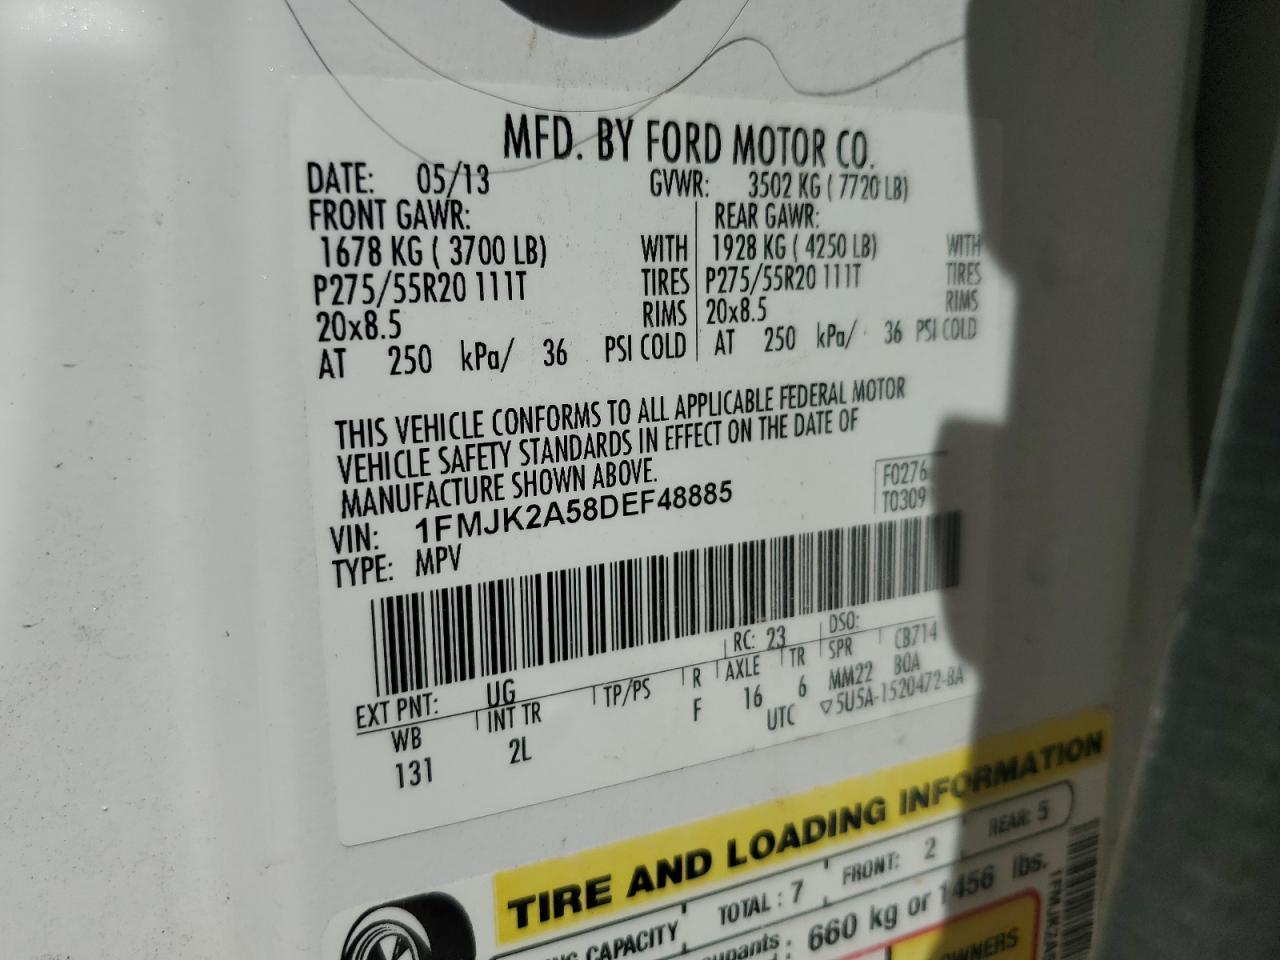 MFD. BY FORD MOTOR CO.
DATE: 05/13 GVWR: 3502 KG ( 7720 LB)
FRONT GAWR: REAR GAWR:
1678 KG ( 3700 LB) WITH 1928 KG ( 4250 LB) WITH
P275/55R20 111T TIRES P275/55R20 111T TIRES
20x8.5 RIMS 20x8.5 RIMS
AT 250 kPa/ 36 PSI COLD AT 250 kPa/ 36 PSI COLD
THIS VEHICLE CONFORMS TO ALL APPLICABLE FEDERAL MOTOR
VEHICLE SAFETY STANDARDS IN EFFECT ON THE DATE OF
MANUFACTURE SHOWN ABOVE.
F0276
T0309
VIN: 1FMJK2A58DEF48885
TYPE: MPV
EXT PNT: UG RC: 23 DSO:
WB INT TR TP/PS R AXLE TR SPR CB714
131 2L F 16 6 MM22 BOA
UTC ▽5U5A-1520472-BA
TIRE AND LOADING INFORMATION
CAPACITY TOTAL : 7 FRONT: 2 REAR: 5
660 kg or 1456 lbs.
OWNERS